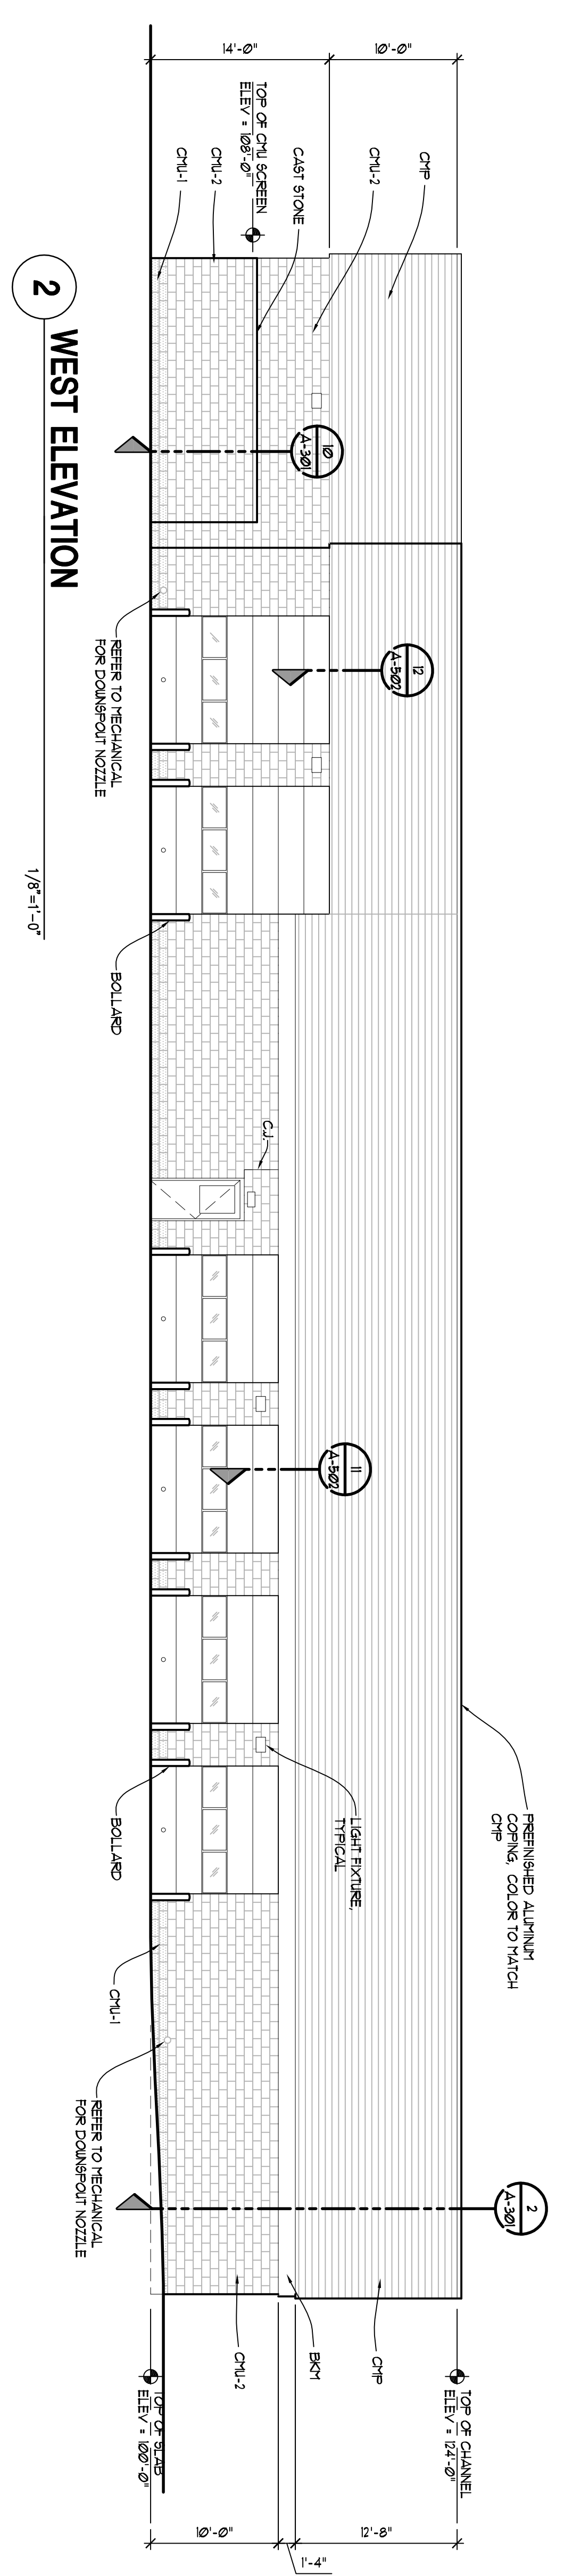 14'-0"
10'-0"
TOP OF CMU SCREEN
ELEV = 108'-0"
CMU-1
CMU-2
CAST STONE
CMU-2
CMP
10
A-301
12
A-502
REFER TO MECHANICAL
FOR DOWNSPOUT NOZZLE
BOLLARD
C.J.
11
A-502
PREFINISHED ALUMINUM
COPING, COLOR TO MATCH
CMP
LIGHT FIXTURE,
TYPICAL
BOLLARD
CMU-1
REFER TO MECHANICAL
FOR DOWNSPOUT NOZZLE
2
A-301
CMU-2
BKM
CMP
TOP OF CHANNEL
ELEV = 124'-0"
TOP OF SLAB
ELEV = 100'-0"
12'-8"
1'-4"
10'-0"
2
WEST ELEVATION
1/8"=1'-0"